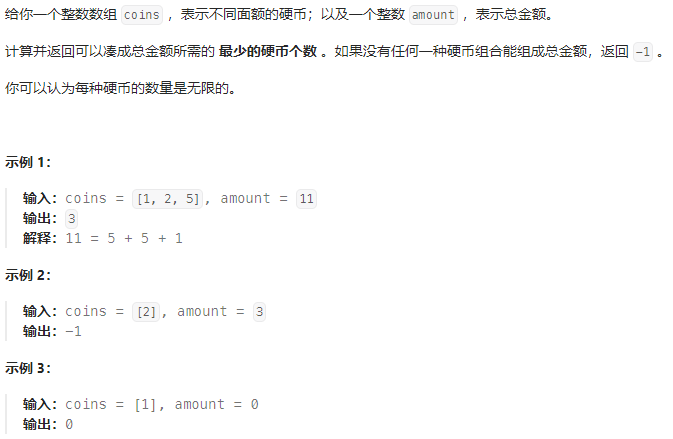 给你一个整数数组 coins ，表示不同面额的硬币；以及一个整数 amount ，表示总金额。
计算并返回可以凑成总金额所需的 最少的硬币个数 。如果没有任何一种硬币组合能组成总金额，返回 -1 。
你可以认为每种硬币的数量是无限的。
示例 1：
输入：coins = [1, 2, 5], amount = 11
输出：3
解释：11 = 5 + 5 + 1
示例 2：
输入：coins = [2], amount = 3
输出：-1
示例 3：
输入：coins = [1], amount = 0
输出：0